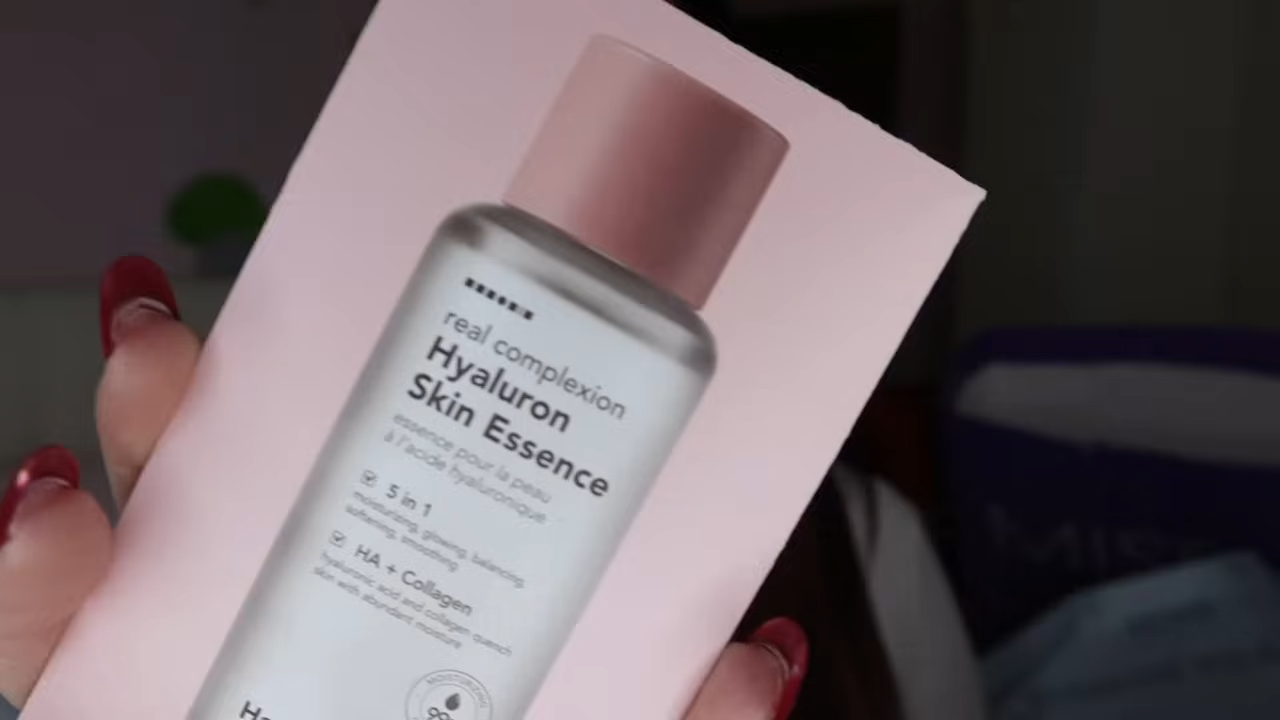 real complexion
Hyaluron
Skin Essence
essence pour la peau
à l'acide hyaluronique
5 in 1
moisturizing, glowing, balancing,
softening, smoothing
HA + Collagen
hyaluronic acid and collagen quench
skin with abundant moisture
MOISTURIZING